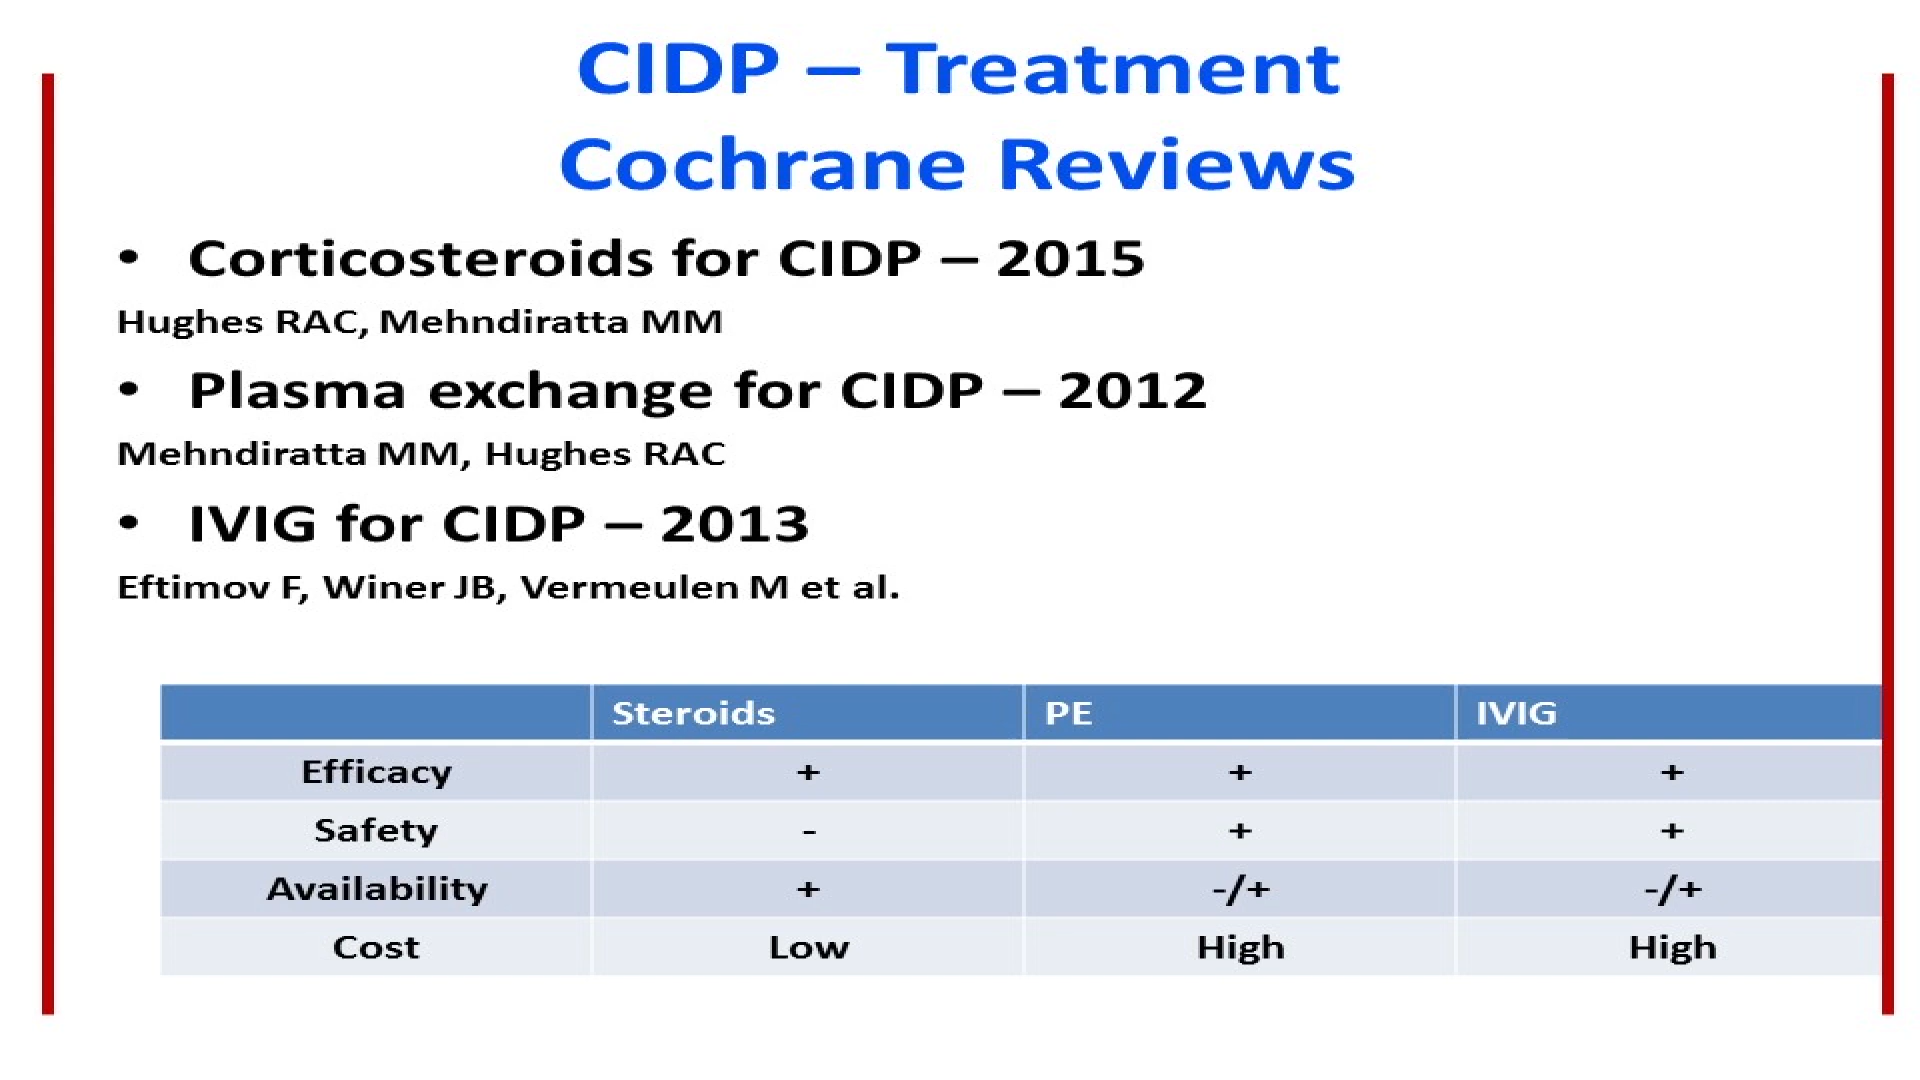 CIDP – Treatment
Cochrane Reviews
• Corticosteroids for CIDP – 2015
Hughes RAC, Mehndiratta MM
• Plasma exchange for CIDP – 2012
Mehndiratta MM, Hughes RAC
• IVIG for CIDP – 2013
Eftimov F, Winer JB, Vermeulen M et al.
Steroids PE IVIG
Efficacy + + +
Safety - + +
Availability + -/+ -/+
Cost Low High High